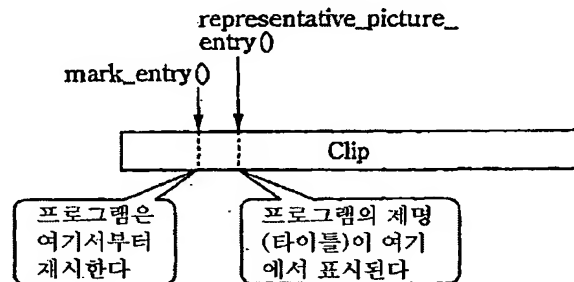 representative_picture_
entry()
mark_entry()
Clip
프로그램은
여기서부터
재시한다
프로그램의 제명
(타이틀)이 여기
에서 표시된다